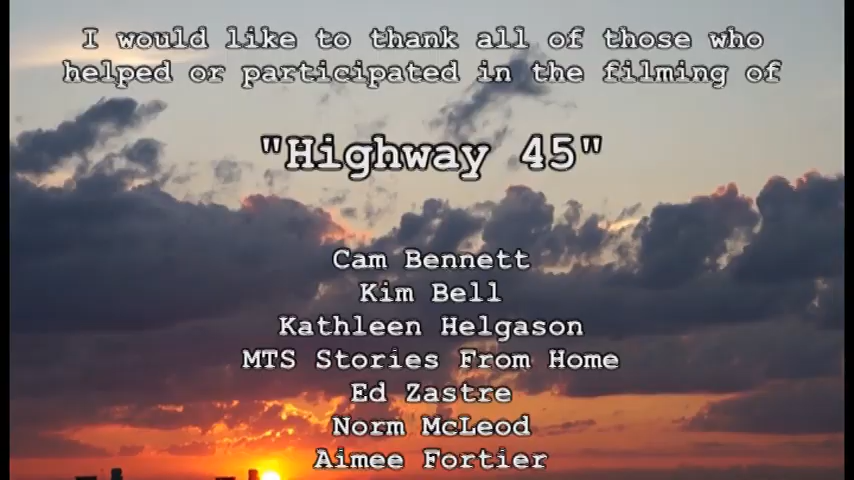 I would like to thank all of those who
helped or participated in the filming of
"Highway 45"
Cam Bennett
Kim Bell
Kathleen Helgason
MTS Stories From Home
Ed Zastre
Norm McLeod
Aimee Fortier